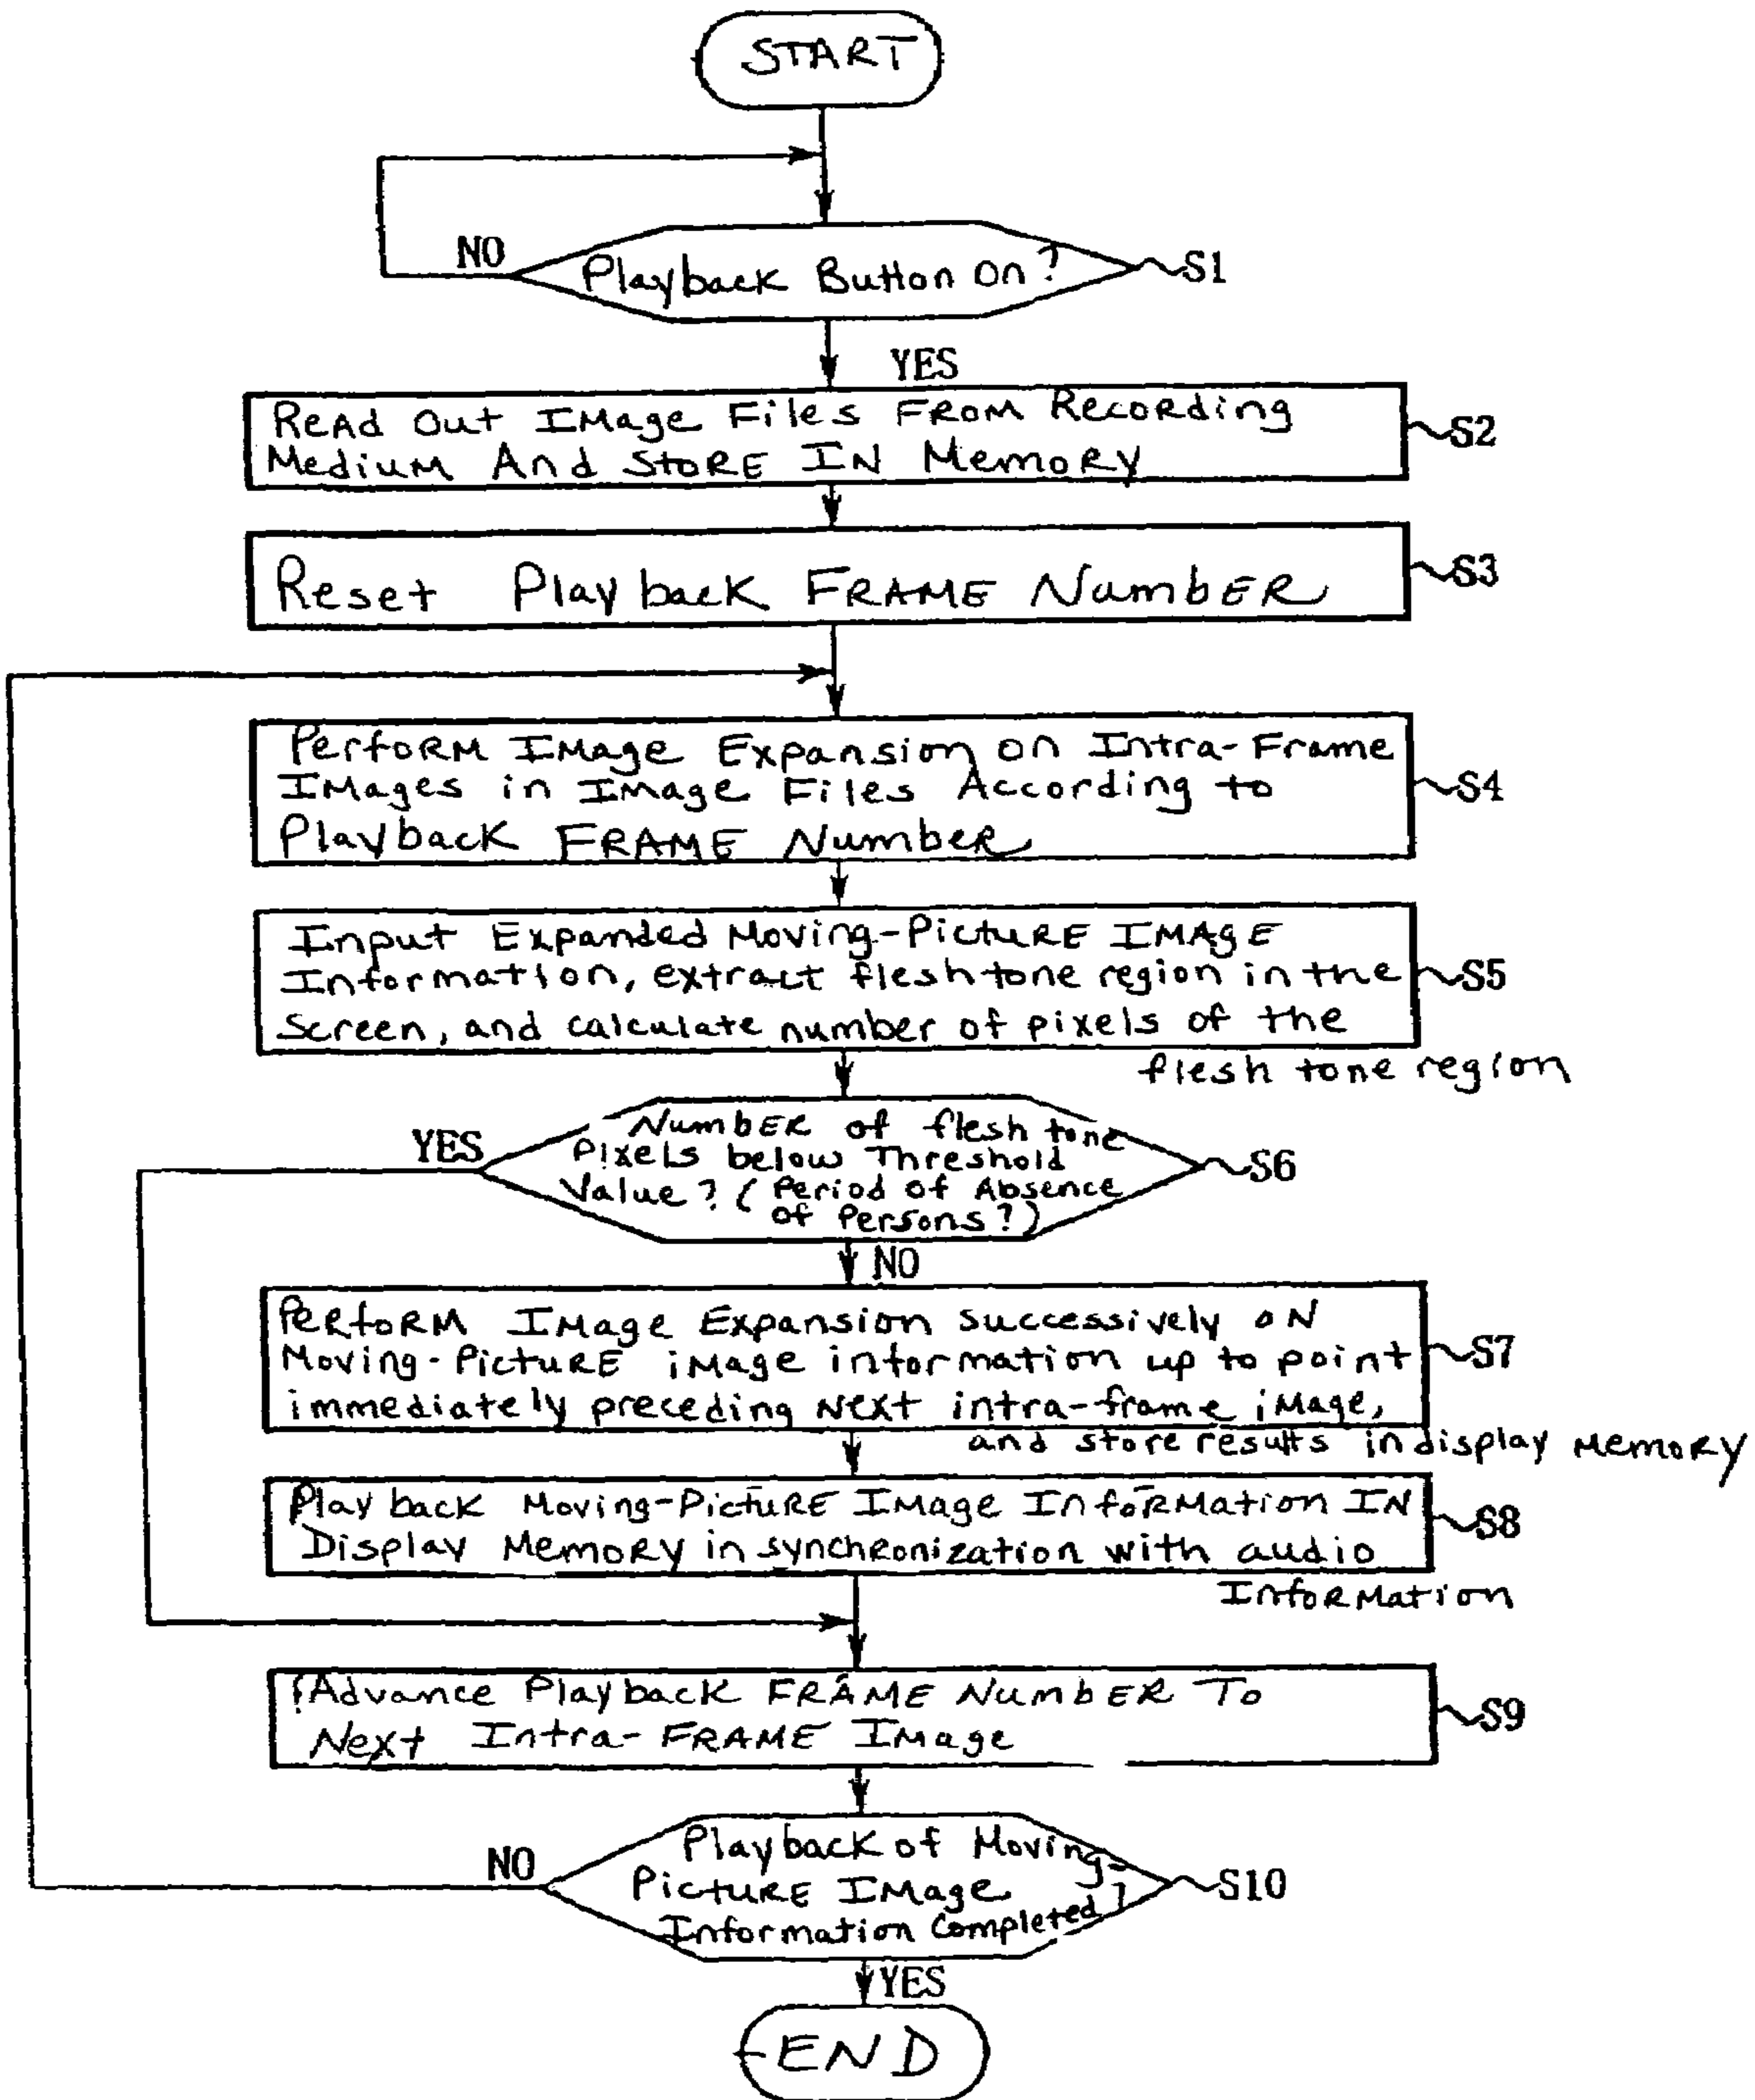 START
NO
Playback Button On?
S1
YES
Read Out Image Files From Recording
Medium And Store In Memory
S2
Reset Playback Frame Number
S3
Perform Image Expansion on Intra-Frame
Images in Image Files According to
Playback Frame Number
S4
Input Expanded Moving-Picture Image
Information, extract flesh tone region in the
screen, and calculate number of pixels of the
flesh tone region
S5
YES
Number of flesh tone
Pixels below Threshold
Value? (Period of Absence
of Persons?)
S6
NO
Perform Image Expansion successively on
Moving-Picture image information up to point
immediately preceding next intra-frame image,
and store results in display memory
S7
Playback Moving-Picture Image Information In
Display Memory in synchronization with audio
Information
S8
Advance Playback Frame Number To
Next Intra-Frame Image
S9
NO
Playback of Moving-
Picture Image
Information Completed?
S10
YES
END